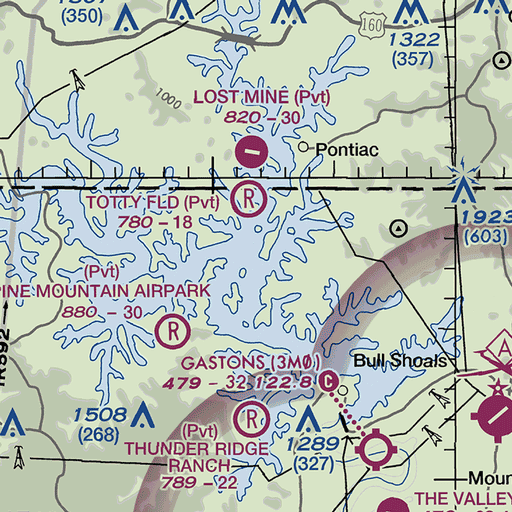 (350)
160
1322
(357)
1000
LOST MINE (Pvt)
820 - 30
Pontiac
TOTTY FLD (Pvt)
780 - 18
R
1923
(603)
(Pvt)
PINE MOUNTAIN AIRPARK
880 - 30
R
IR892
GASTONS (3M0)
479 - 32 122.8 C
Bull Shoals
1508
(268)
R
(Pvt)
THUNDER RIDGE
RANCH
789 - 22
1289
(327)
A
Moun
THE VALLEY